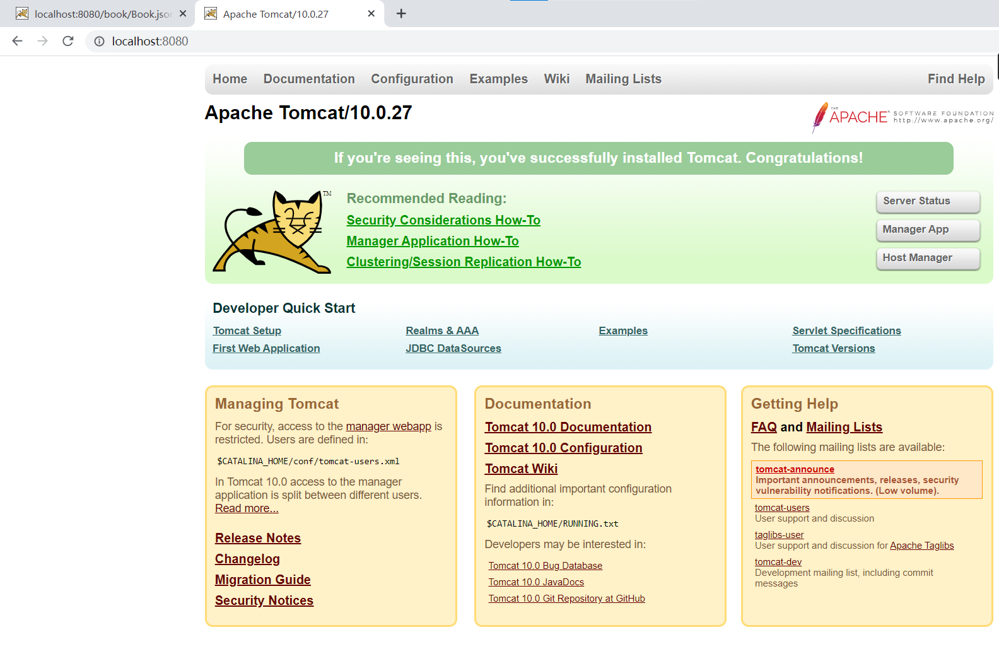 localhost:8080/book/Book.jsor
Apache Tomcat/10.0.27
localhost:8080
Home Documentation Configuration Examples Wiki Mailing Lists Find Help
Apache Tomcat/10.0.27
THE APACHE SOFTWARE FOUNDATION
http://www.apache.org/
If you're seeing this, you've successfully installed Tomcat. Congratulations!
TM
Recommended Reading:
Security Considerations How-To
Manager Application How-To
Clustering/Session Replication How-To
Server Status
Manager App
Host Manager
Developer Quick Start
Tomcat Setup
First Web Application
Realms & AAA
JDBC DataSources
Examples
Servlet Specifications
Tomcat Versions
Managing Tomcat
For security, access to the manager webapp is
restricted. Users are defined in:
$CATALINA_HOME/conf/tomcat-users.xml
In Tomcat 10.0 access to the manager
application is split between different users.
Read more...
Release Notes
Changelog
Migration Guide
Security Notices
Documentation
Tomcat 10.0 Documentation
Tomcat 10.0 Configuration
Tomcat Wiki
Find additional important configuration
information in:
$CATALINA_HOME/RUNNING.txt
Developers may be interested in:
Tomcat 10.0 Bug Database
Tomcat 10.0 JavaDocs
Tomcat 10.0 Git Repository at GitHub
Getting Help
FAQ and Mailing Lists
The following mailing lists are available:
tomcat-announce
Important announcements, releases, security
vulnerability notifications. (Low volume).
tomcat-users
User support and discussion
taglibs-user
User support and discussion for Apache Taglibs
tomcat-dev
Development mailing list, including commit
messages